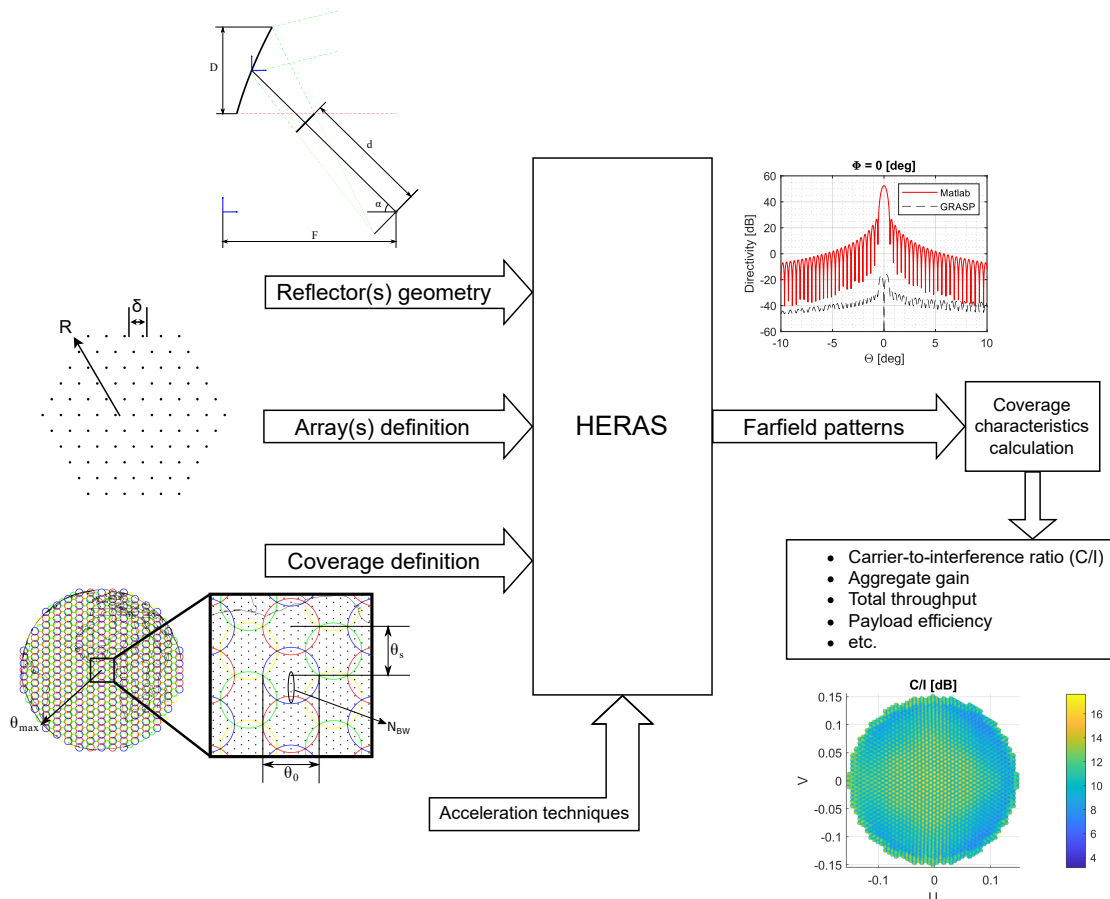 D
d
α
F
Reflector(s) geometry
δ
R
Array(s) definition
Coverage definition
θmax
θs
NBW
θ0
Acceleration techniques
HERAS
Φ = 0 [deg]
Directivity [dB]
60
40
20
0
-20
-40
-60
-10
-5
0
5
10
Θ [deg]
Matlab
GRASP
Farfield patterns
Coverage
characteristics
calculation
• Carrier-to-interference ratio (C/I)
• Aggregate gain
• Total throughput
• Payload efficiency
• etc.
C/I [dB]
V
0.15
0.1
0.05
0
-0.05
-0.1
-0.15
-0.1
0
0.1
16
14
12
10
8
6
4